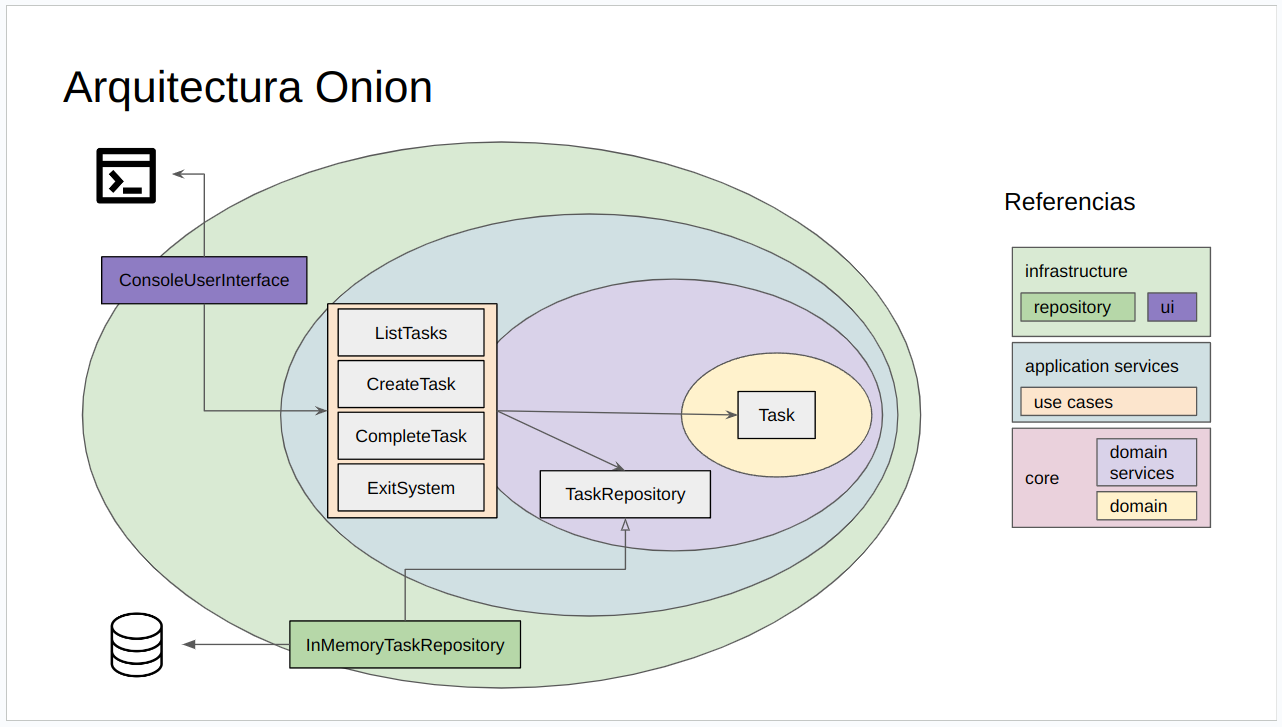 Arquitectura Onion
ConsoleUserInterface
ListTasks
CreateTask
CompleteTask
ExitSystem
Task
TaskRepository
InMemoryTaskRepository
Referencias
infrastructure
repository
ui
application services
use cases
core
domain
services
domain